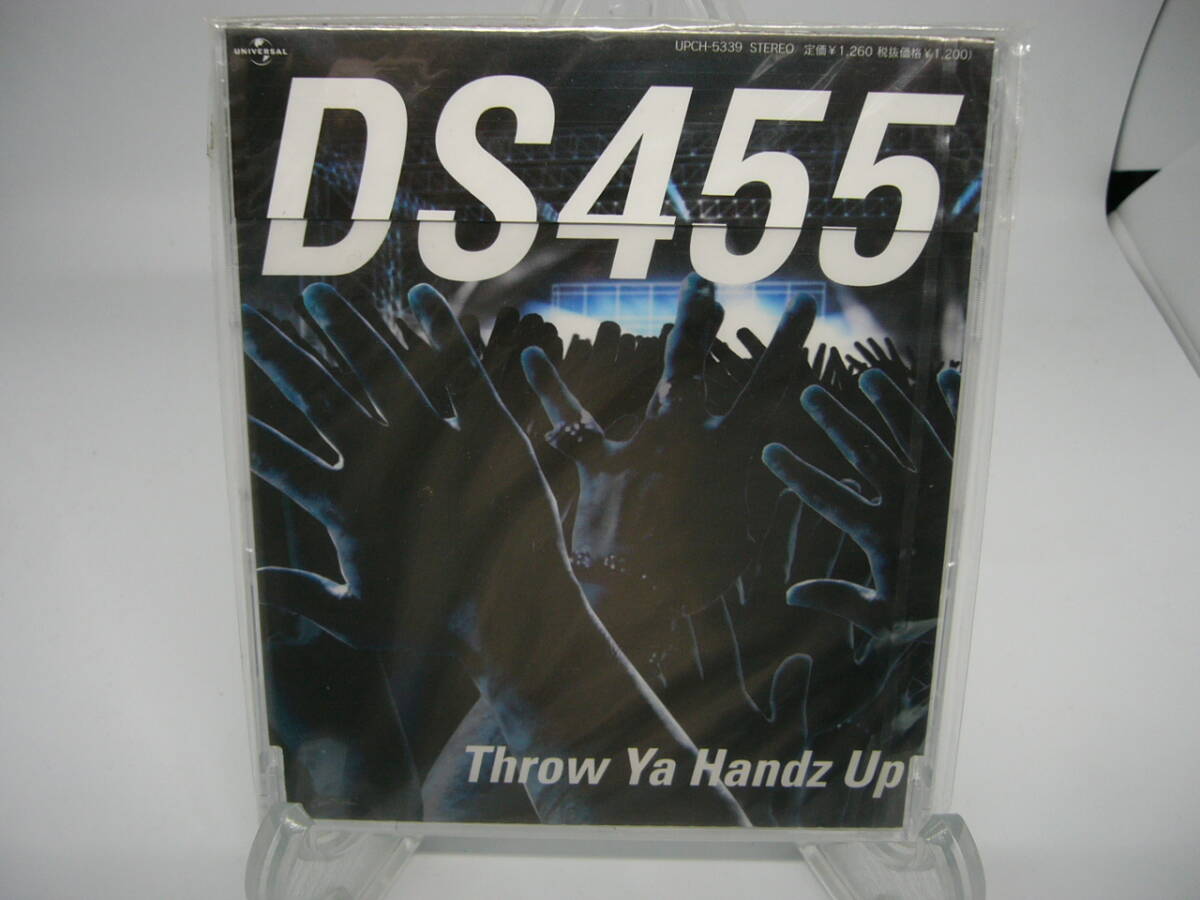 UNIVERSAL
UPCH-5339 STEREO 定価¥1,260 税抜価格¥1,200)
DS455
Throw Ya Handz Up